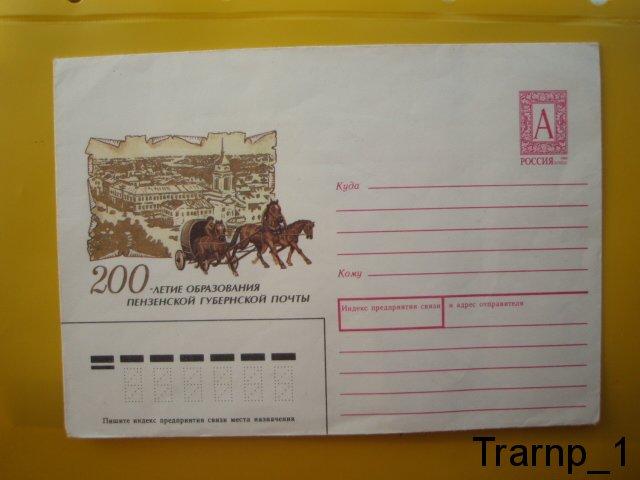 А
РОССИЯ
Куда
200-ЛЕТИЕ ОБРАЗОВАНИЯ
ПЕНЗЕНСКОЙ ГУБЕРНСКОЙ ПОЧТЫ
Кому
Индекс предприятия связи и адрес отправителя
Пишите индекс предприятия связи места назначения
Trarnp_1